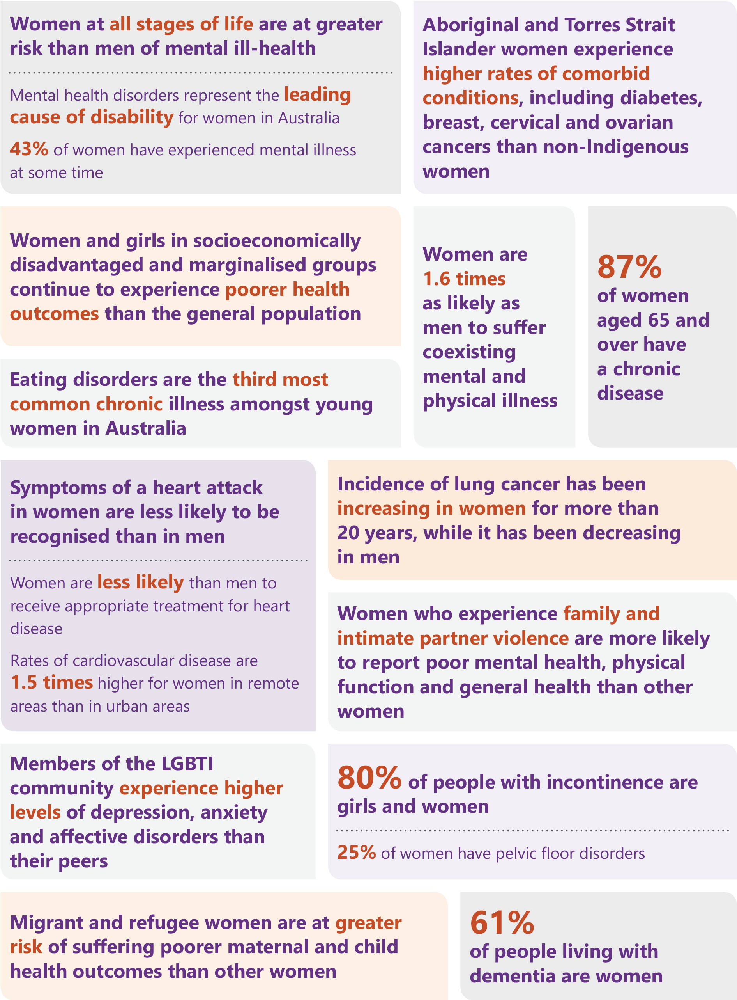 Women at all stages of life are at greater
risk than men of mental ill-health
Mental health disorders represent the leading
cause of disability for women in Australia
43% of women have experienced mental illness
at some time
Aboriginal and Torres Strait
Islander women experience
higher rates of comorbid
conditions, including diabetes,
breast, cervical and ovarian
cancers than non-Indigenous
women
Women and girls in socioeconomically
disadvantaged and marginalised groups
continue to experience poorer health
outcomes than the general population
Eating disorders are the third most
common chronic illness amongst young
women in Australia
Women are
1.6 times
as likely as
men to suffer
coexisting
mental and
physical illness
87%
of women
aged 65 and
over have
a chronic
disease
Symptoms of a heart attack
in women are less likely to be
recognised than in men
Women are less likely than men to
receive appropriate treatment for heart
disease
Rates of cardiovascular disease are
1.5 times higher for women in remote
areas than in urban areas
Incidence of lung cancer has been
increasing in women for more than
20 years, while it has been decreasing
in men
Women who experience family and
intimate partner violence are more likely
to report poor mental health, physical
function and general health than other
women
Members of the LGBTI
community experience higher
levels of depression, anxiety
and affective disorders than
their peers
80% of people with incontinence are
girls and women
25% of women have pelvic floor disorders
Migrant and refugee women are at greater
risk of suffering poorer maternal and child
health outcomes than other women
61%
of people living with
dementia are women